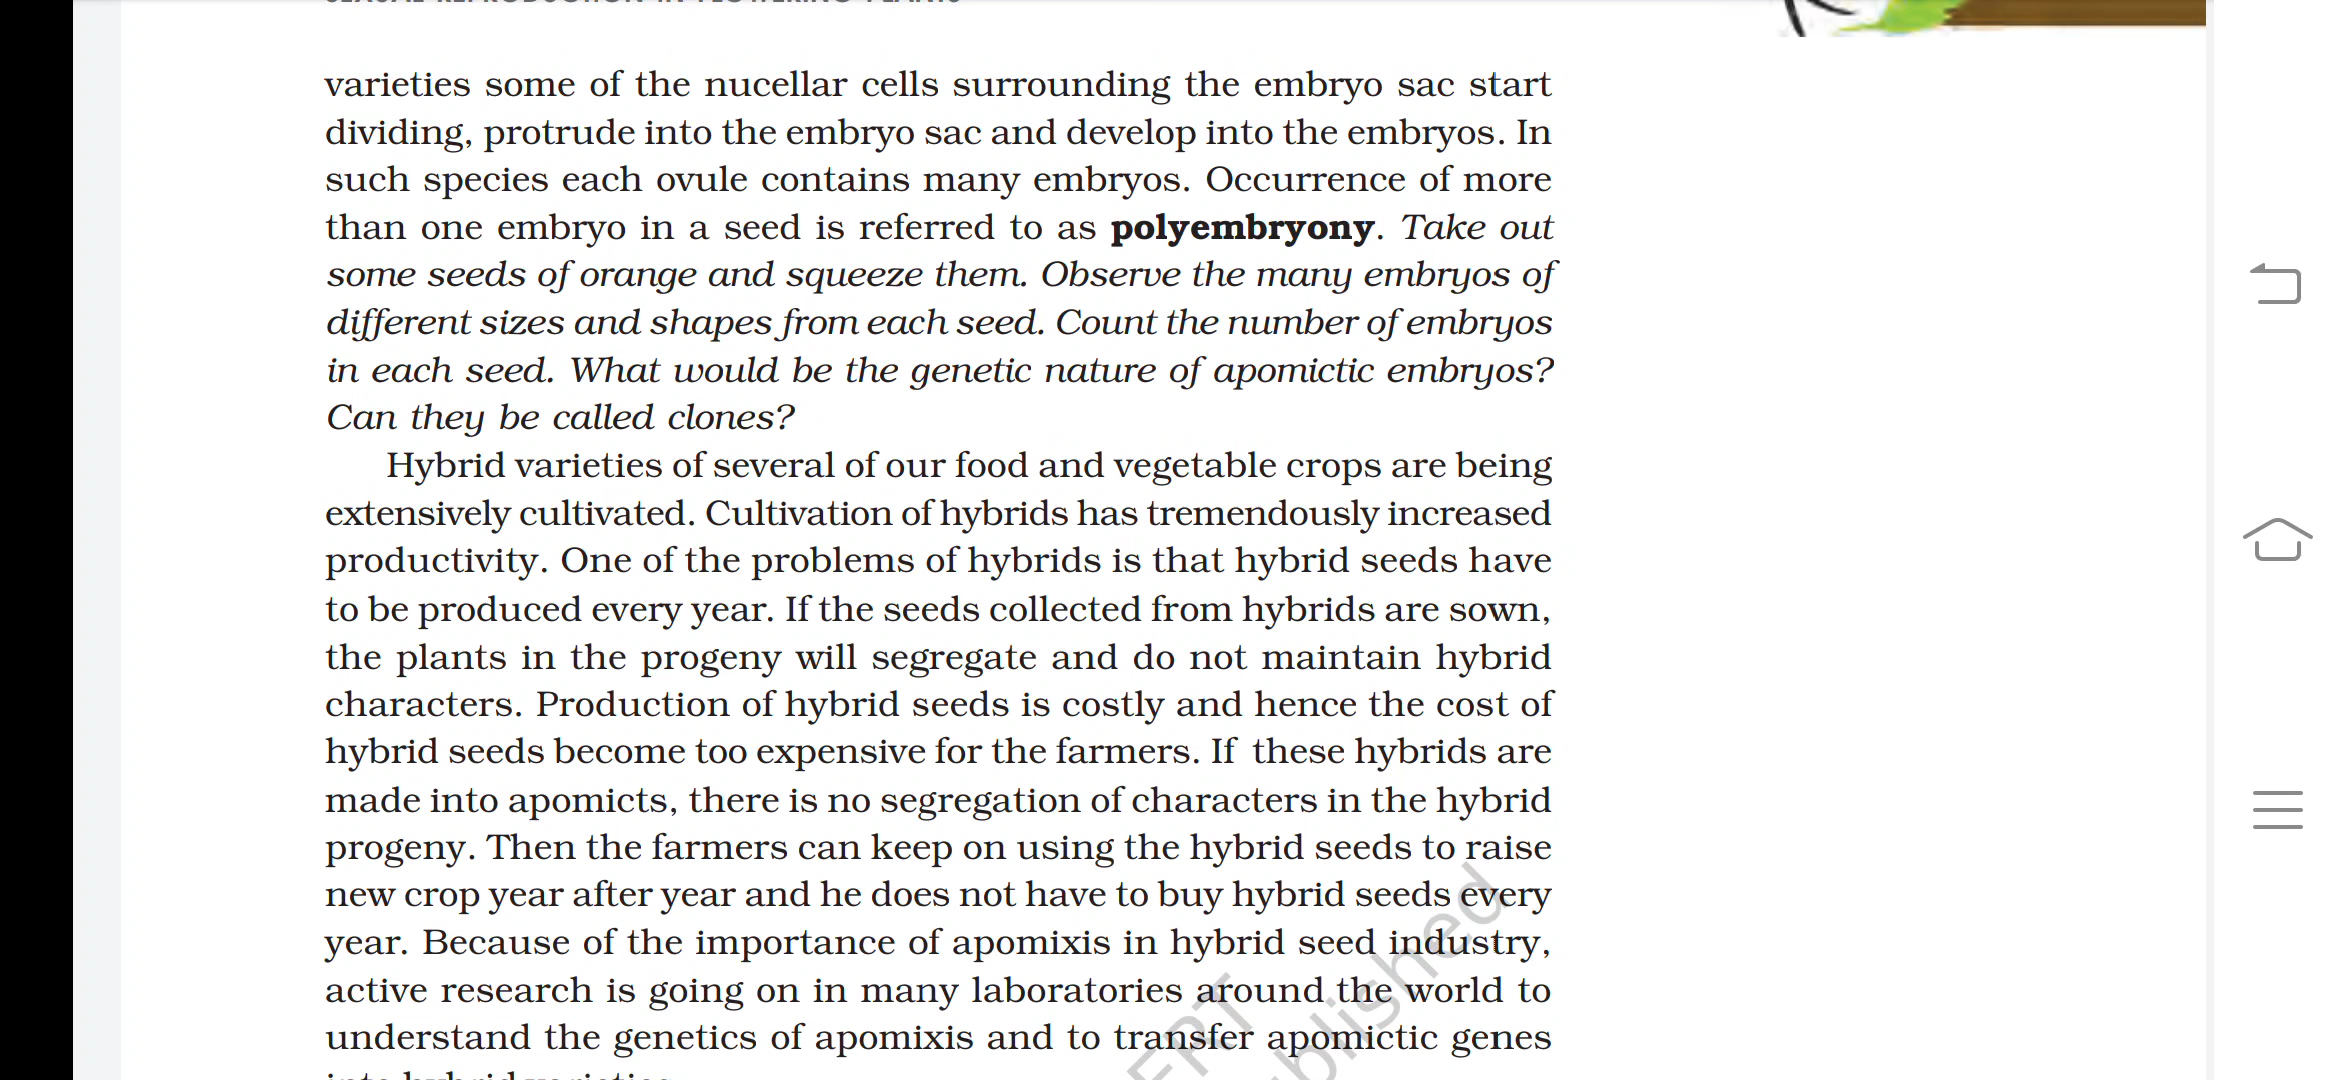 SEXUAL REPRODUCTION IN FLOWERING PLANTS
varieties some of the nucellar cells surrounding the embryo sac start
dividing, protrude into the embryo sac and develop into the embryos. In
such species each ovule contains many embryos. Occurrence of more
than one embryo in a seed is referred to as polyembryony. Take out
some seeds of orange and squeeze them. Observe the many embryos of
different sizes and shapes from each seed. Count the number of embryos
in each seed. What would be the genetic nature of apomictic embryos?
Can they be called clones?
Hybrid varieties of several of our food and vegetable crops are being
extensively cultivated. Cultivation of hybrids has tremendously increased
productivity. One of the problems of hybrids is that hybrid seeds have
to be produced every year. If the seeds collected from hybrids are sown,
the plants in the progeny will segregate and do not maintain hybrid
characters. Production of hybrid seeds is costly and hence the cost of
hybrid seeds become too expensive for the farmers. If these hybrids are
made into apomicts, there is no segregation of characters in the hybrid
progeny. Then the farmers can keep on using the hybrid seeds to raise
new crop year after year and he does not have to buy hybrid seeds every
year. Because of the importance of apomixis in hybrid seed industry,
active research is going on in many laboratories around the world to
understand the genetics of apomixis and to transfer apomictic genes
into hybrid varieties.
ERT
blished